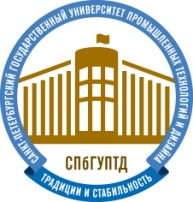 САНКТ-ПЕТЕРБУРГСКИЙ ГОСУДАРСТВЕННЫЙ УНИВЕРСИТЕТ ПРОМЫШЛЕННЫХ ТЕХНОЛОГИЙ И ДИЗАЙНА
СПбГУПТД
ТРАДИЦИИ И СТАБИЛЬНОСТЬ